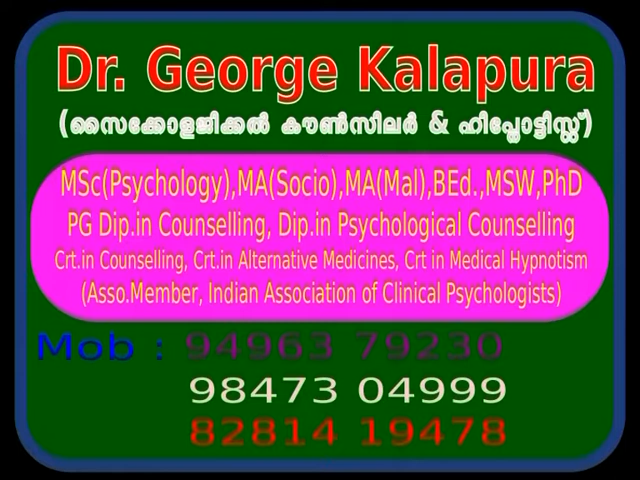 Dr. George Kalapura
(സൈക്കോളജിക്കൽ കൗൺസിലർ & ഹിപ്നോട്ടിസ്റ്റ്)
MSc(Psychology),MA(Socio),MA(Mal),BEd.,MSW,PhD
PG Dip.in Counselling, Dip.in Psychological Counselling
Crt.in Counselling, Crt.in Alternative Medicines, Crt in Medical Hypnotism
(Asso.Member, Indian Association of Clinical Psychologists)
Mob : 94963 79230
98473 04999
82814 19478